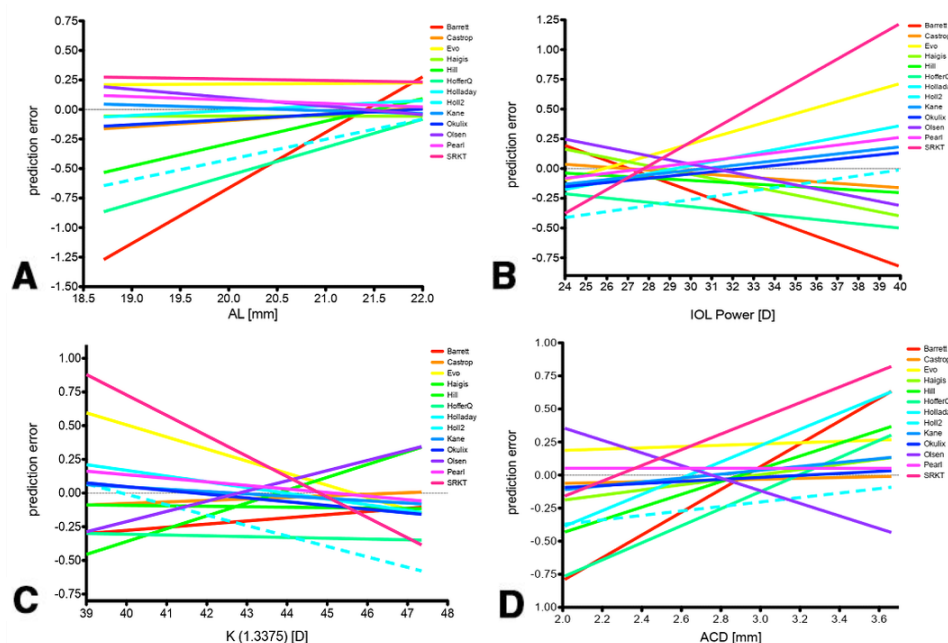 A
prediction error
0.75
0.50
0.25
0.00
-0.25
-0.50
-0.75
-1.00
-1.25
-1.50
18.5 19.0 19.5 20.0 20.5 21.0 21.5 22.0
AL [mm]
Barrett
Castrop
Evo
Haigis
Hill
HofferQ
Holladay
Holl2
Kane
Okulix
Olsen
Pearl
SRKT
B
prediction error
1.25
1.00
0.75
0.50
0.25
0.00
-0.25
-0.50
-0.75
24 25 26 27 28 29 30 31 32 33 34 35 36 37 38 39 40
IOL Power [D]
Barrett
Castrop
Evo
Haigis
Hill
HofferQ
Hollada
Holl2
Kane
Okulix
Olsen
Pearl
SRKT
C
prediction error
1.00
0.75
0.50
0.25
0.00
-0.25
-0.50
-0.75
39 40 41 42 43 44 45 46 47 48
K (1.3375) [D]
Barrett
Castrop
Evo
Haigis
Hill
HofferQ
Holladay
Holl2
Kane
Okulix
Olsen
Pearl
SRKT
D
prediction error
1.00
0.75
0.50
0.25
0.00
-0.25
-0.50
-0.75
1.00
2.0 2.2 2.4 2.6 2.8 3.0 3.2 3.4 3.6
ACD [mm]
Barrett
Castrop
Evo
Haigis
Hill
HofferQ
Hollada
Holl2
Kane
Okulix
Olsen
Pearl
SRKT